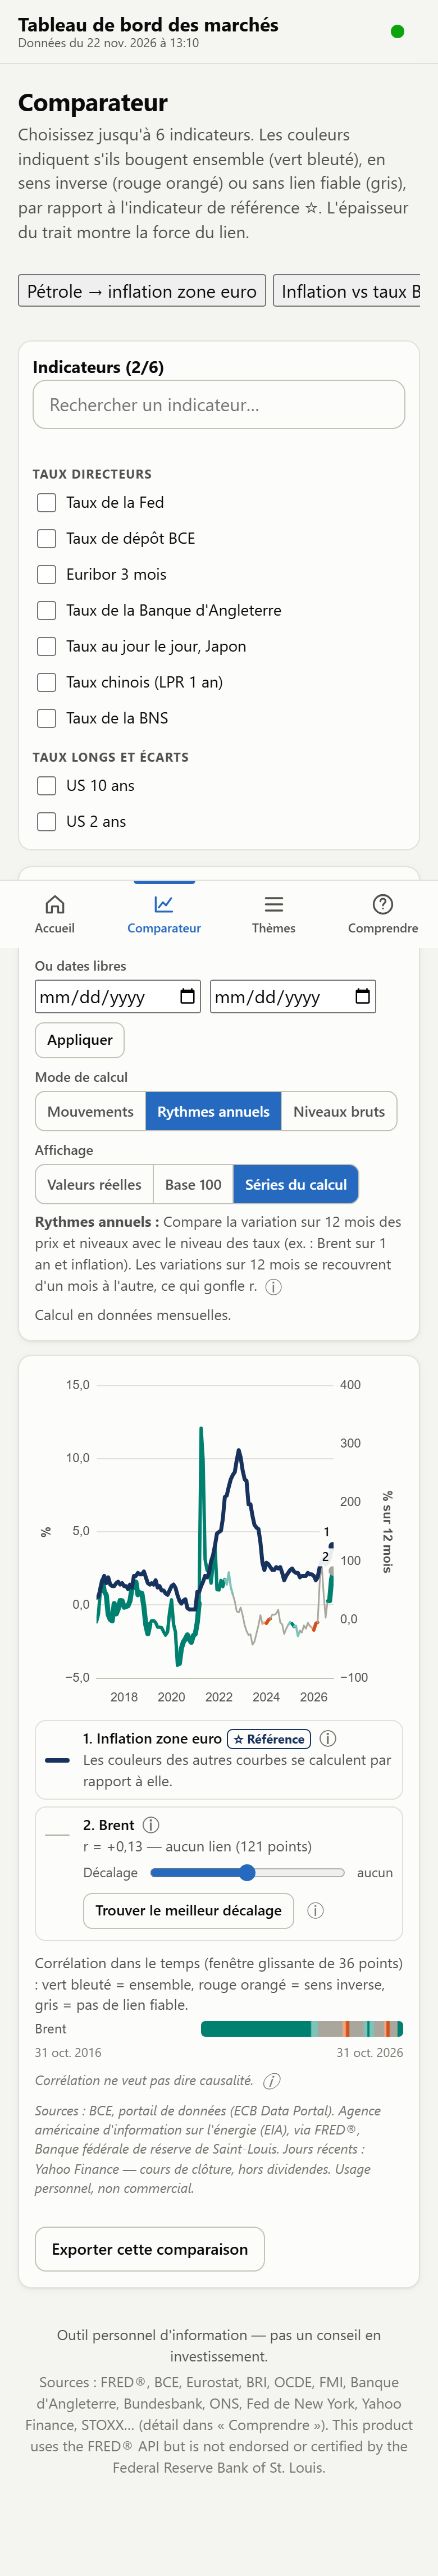 Tableau de bord des marchés
Données du 22 nov. 2026 à 13:10
Comparateur
Choisissez jusqu'à 6 indicateurs. Les couleurs
indiquent s'ils bougent ensemble (vert bleuté), en
sens inverse (rouge orangé) ou sans lien fiable (gris),
par rapport à l'indicateur de référence ☆. L'épaisseur
du trait montre la force du lien.
Pétrole → inflation zone euro
Inflation vs taux B
Indicateurs (2/6)
Rechercher un indicateur...
TAUX DIRECTEURS
Taux de la Fed
Taux de dépôt BCE
Euribor 3 mois
Taux de la Banque d'Angleterre
Taux au jour le jour, Japon
Taux chinois (LPR 1 an)
Taux de la BNS
TAUX LONGS ET ÉCARTS
US 10 ans
US 2 ans
Accueil
Comparateur
Thèmes
Comprendre
Ou dates libres
mm/dd/yyyy
mm/dd/yyyy
Appliquer
Mode de calcul
Mouvements
Rythmes annuels
Niveaux bruts
Affichage
Valeurs réelles
Base 100
Séries du calcul
Rythmes annuels : Compare la variation sur 12 mois des
prix et niveaux avec le niveau des taux (ex. : Brent sur 1
an et inflation). Les variations sur 12 mois se recouvrent
d'un mois à l'autre, ce qui gonfle r. ⓘ
Calcul en données mensuelles.
15,0
10,0
5,0
0,0
−5,0
%
400
300
200
100
0,0
−100
% sur 12 mois
1
2
2018
2020
2022
2024
2026
1. Inflation zone euro ☆ Référence ⓘ
Les couleurs des autres courbes se calculent par
rapport à elle.
2. Brent ⓘ
r = +0,13 — aucun lien (121 points)
Décalage
aucun
Trouver le meilleur décalage ⓘ
Corrélation dans le temps (fenêtre glissante de 36 points)
: vert bleuté = ensemble, rouge orangé = sens inverse,
gris = pas de lien fiable.
Brent
31 oct. 2016
31 oct. 2026
Corrélation ne veut pas dire causalité. ⓘ
Sources : BCE, portail de données (ECB Data Portal). Agence
américaine d'information sur l'énergie (EIA), via FRED®,
Banque fédérale de réserve de Saint-Louis. Jours récents :
Yahoo Finance — cours de clôture, hors dividendes. Usage
personnel, non commercial.
Exporter cette comparaison
Outil personnel d'information — pas un conseil en
investissement.
Sources : FRED®, BCE, Eurostat, BRI, OCDE, FMI, Banque
d'Angleterre, Bundesbank, ONS, Fed de New York, Yahoo
Finance, STOXX… (détail dans « Comprendre »). This product
uses the FRED® API but is not endorsed or certified by the
Federal Reserve Bank of St. Louis.